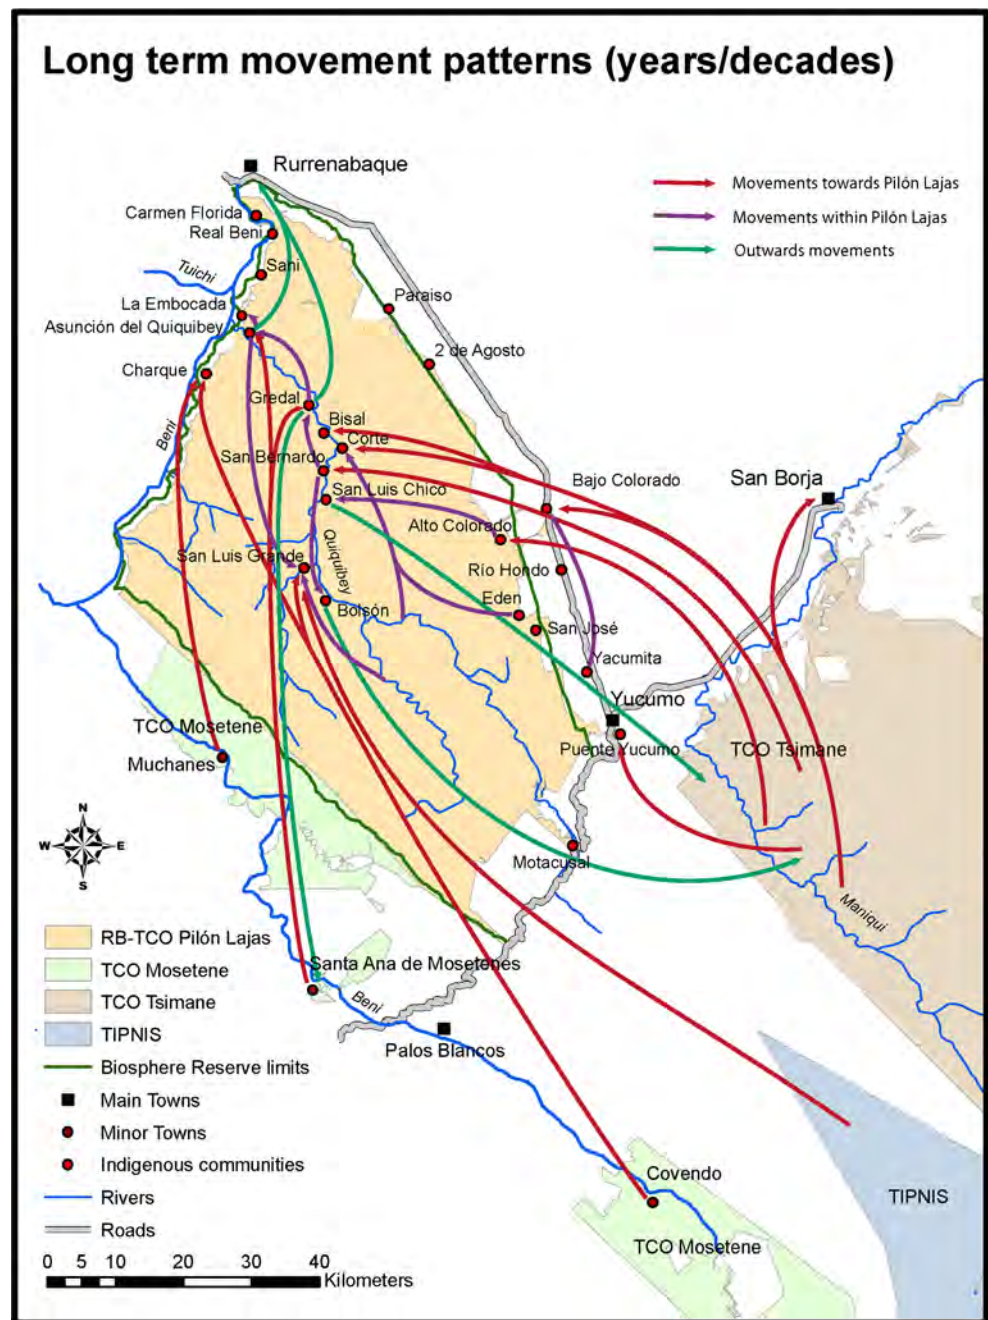 Long term movement patterns (years/decades)
Rurrenabaque
Movements towards Pilón Lajas
Movements within Pilón Lajas
Outwards movements
Carmen Florida
Real Beni
Tuichi
Sani
La Embocada
Paraiso
Asunción del Quiquibey
2 de Agosto
Charque
Gredal
Beni
Bisal
Corte
San Bernardo
San Borja
Bajo Colorado
San Luis Chico
Alto Colorado
Quiquibey
San Luis Grande
Río Hondo
Bolsón
Eden
San José
Yacumita
Yucumo
TCO Mosetene
Puente Yucumo
TCO Tsimane
Muchanes
N
W
E
S
Motacusal
Maniqui
RB-TCO Pilón Lajas
TCO Mosetene
TCO Tsimane
TIPNIS
Biosphere Reserve limits
Main Towns
Minor Towns
Indigenous communities
Rivers
Roads
Santa Ana de Mosetenes
Beni
Palos Blancos
Covendo
TIPNIS
TCO Mosetene
0 5 10 20 30 40
Kilometers